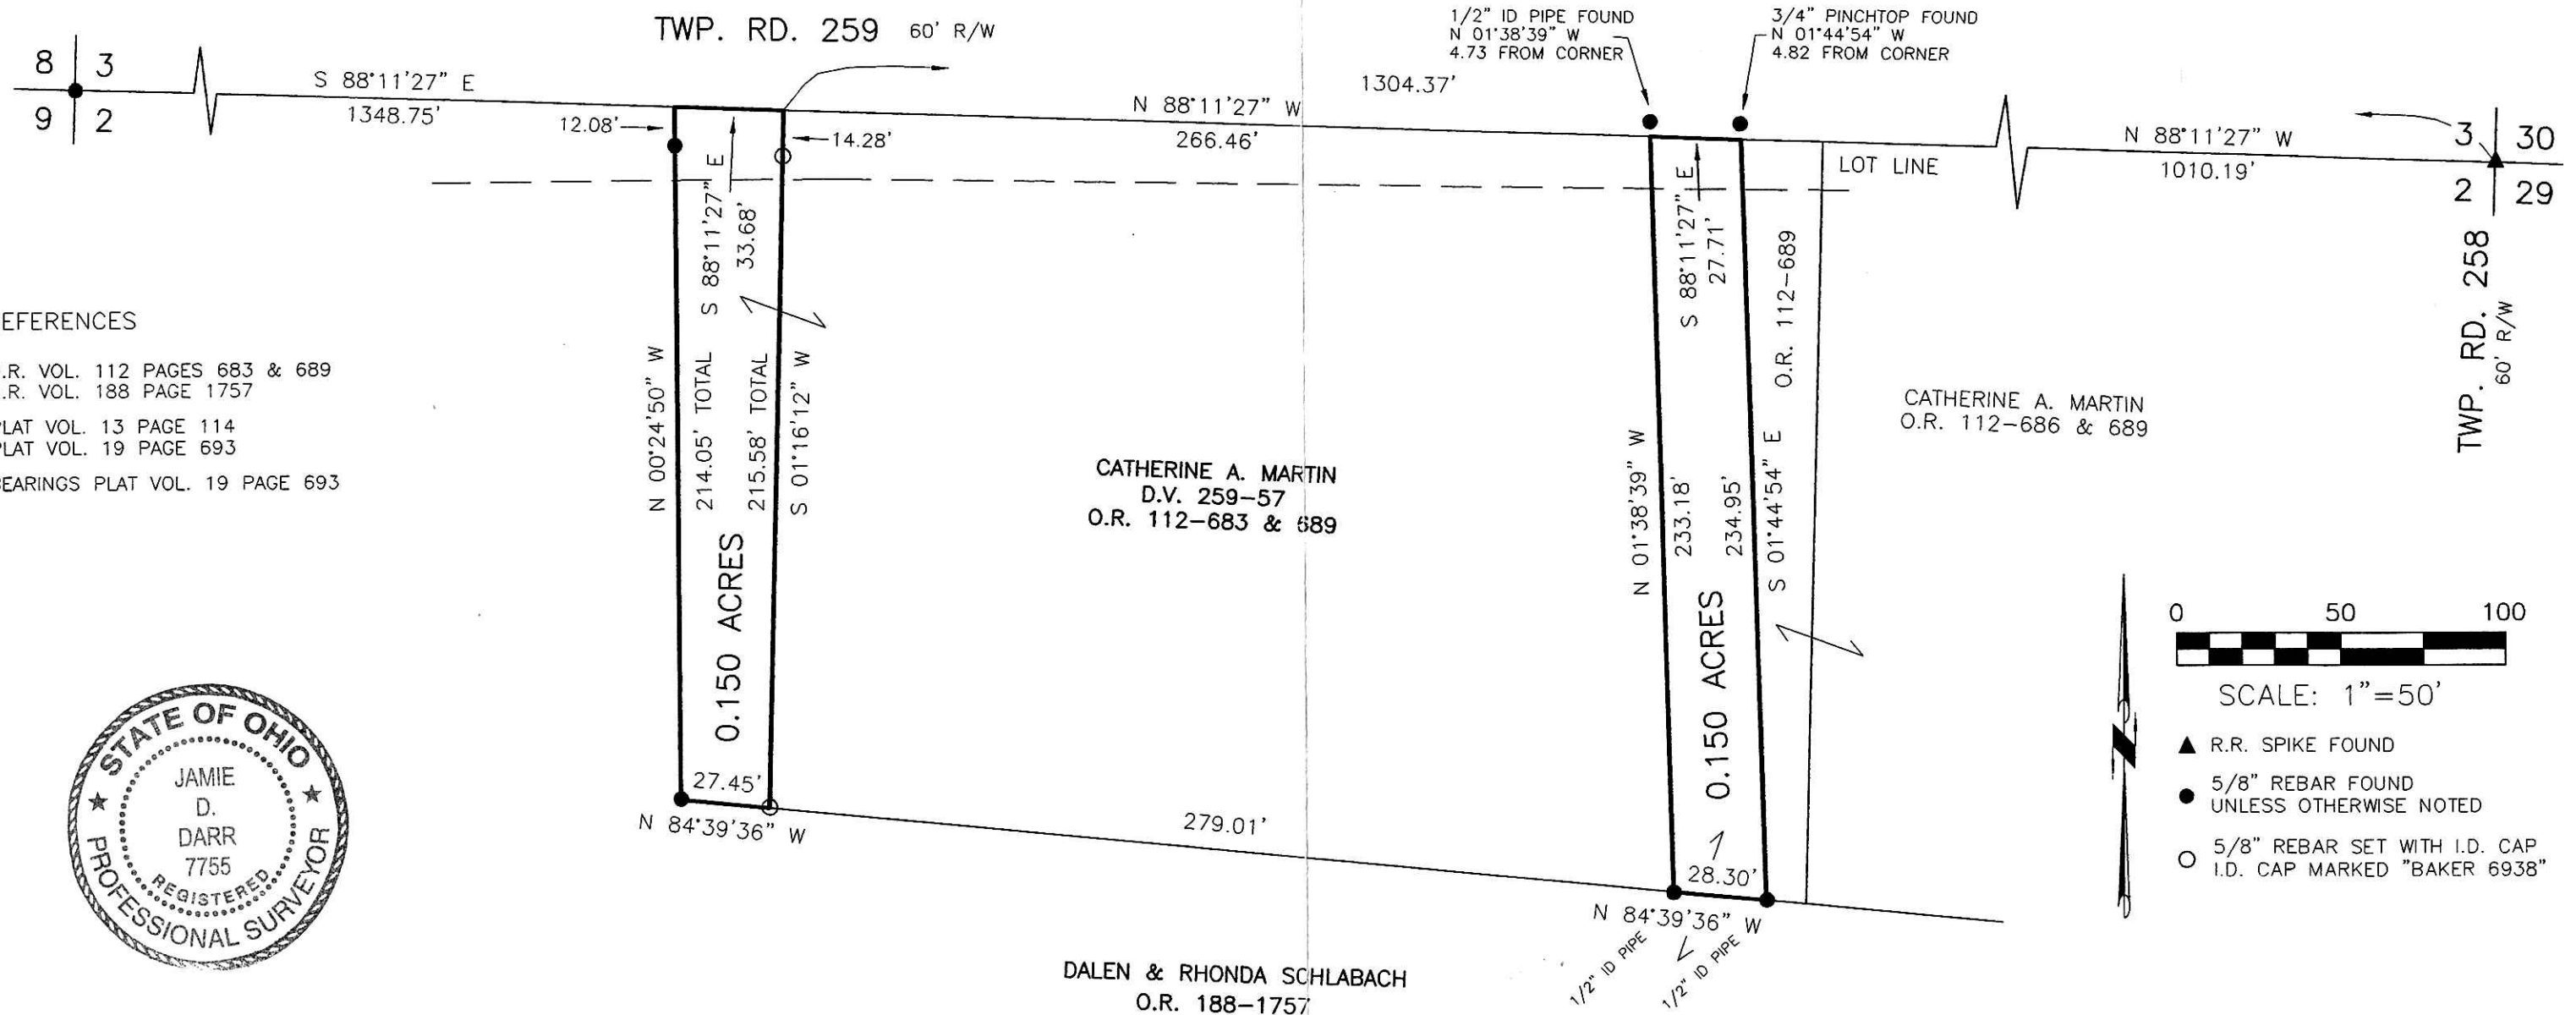 TWP. RD. 259 60' R/W
1/2" ID PIPE FOUND
N 01°38'39" W
4.73 FROM CORNER
3/4" PINCHTOP FOUND
N 01°44'54" W
4.82 FROM CORNER
8 3
9 2
S 88°11'27" E
1348.75'
12.08'
14.28'
N 88°11'27" W
266.46'
1304.37'
LOT LINE
N 88°11'27" W
1010.19'
3 30
2 29
TWP. RD. 258
60' R/W
EFERENCES
.R. VOL. 112 PAGES 683 & 689
.R. VOL. 188 PAGE 1757
PLAT VOL. 13 PAGE 114
PLAT VOL. 19 PAGE 693
BEARINGS PLAT VOL. 19 PAGE 693
N 00°24'50" W
214.05' TOTAL
S 88°11'27" E
33.68'
215.58' TOTAL
S 01°16'12" W
0.150 ACRES
27.45'
N 84°39'36" W
CATHERINE A. MARTIN
D.V. 259-57
O.R. 112-683 & 689
279.01'
N 01°38'39" W
233.18'
S 88°11'27" E
27.71'
234.95'
S 01°44'54" E
O.R. 112-689
0.150 ACRES
28.30'
N 84°39'36" W
1/2" ID PIPE
1/2" ID PIPE
CATHERINE A. MARTIN
O.R. 112-686 & 689
DALEN & RHONDA SCHLABACH
O.R. 188-1757
STATE OF OHIO
JAMIE
D.
DARR
7755
REGISTERED
PROFESSIONAL SURVEYOR
0 50 100
SCALE: 1"=50'
R.R. SPIKE FOUND
5/8" REBAR FOUND
UNLESS OTHERWISE NOTED
5/8" REBAR SET WITH I.D. CAP
I.D. CAP MARKED "BAKER 6938"